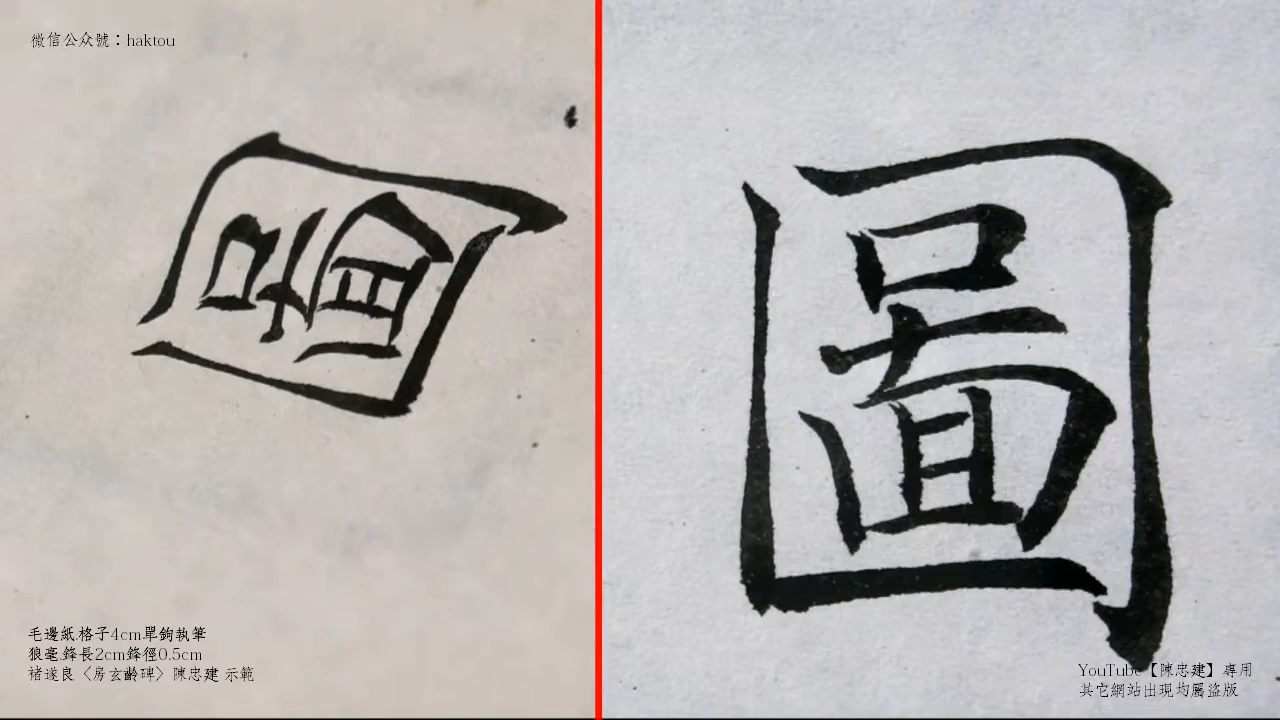 微信公众號：haktou
圖
毛邊紙格子4cm單鉤執筆
狼毫鋒長2cm鋒徑0.5cm
褚遂良〈房玄齡碑〉陳忠建示範
圖
YouTube【陳忠建】專用
其它網站出現均屬盜版